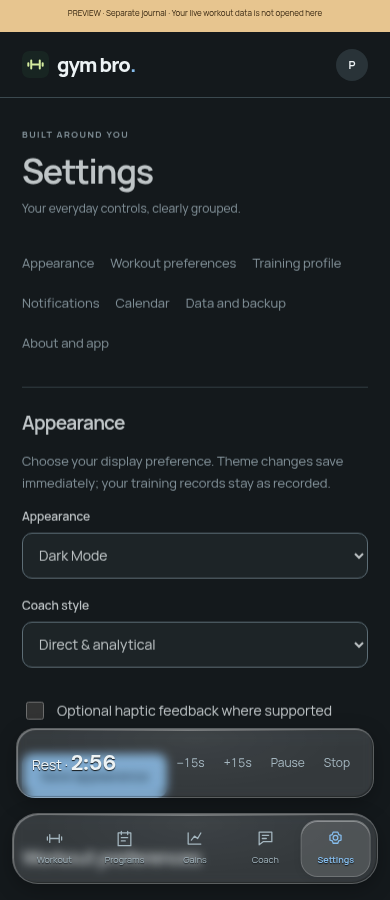 PREVIEW · Separate journal · Your live workout data is not opened here
gym bro.
P
BUILT AROUND YOU
Settings
Your everyday controls, clearly grouped.
Appearance Workout preferences Training profile
Notifications Calendar Data and backup
About and app
Appearance
Choose your display preference. Theme changes save
immediately; your training records stay as recorded.
Appearance
Dark Mode
Coach style
Direct & analytical
Optional haptic feedback where supported
Rest · 2:56 −15s +15s Pause Stop
Workout Programs Gains Coach Settings